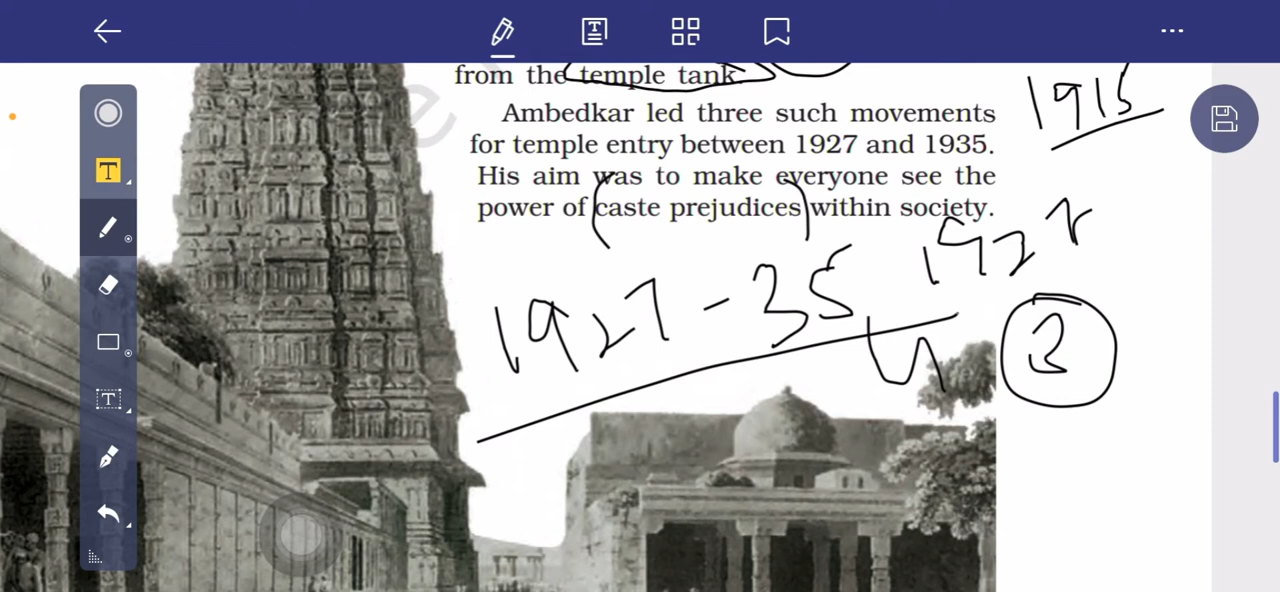 from the temple tank.
Ambedkar led three such movements
for temple entry between 1927 and 1935.
His aim was to make everyone see the
power of caste prejudices within society.
1915
1927 - 35
192
3
T
T